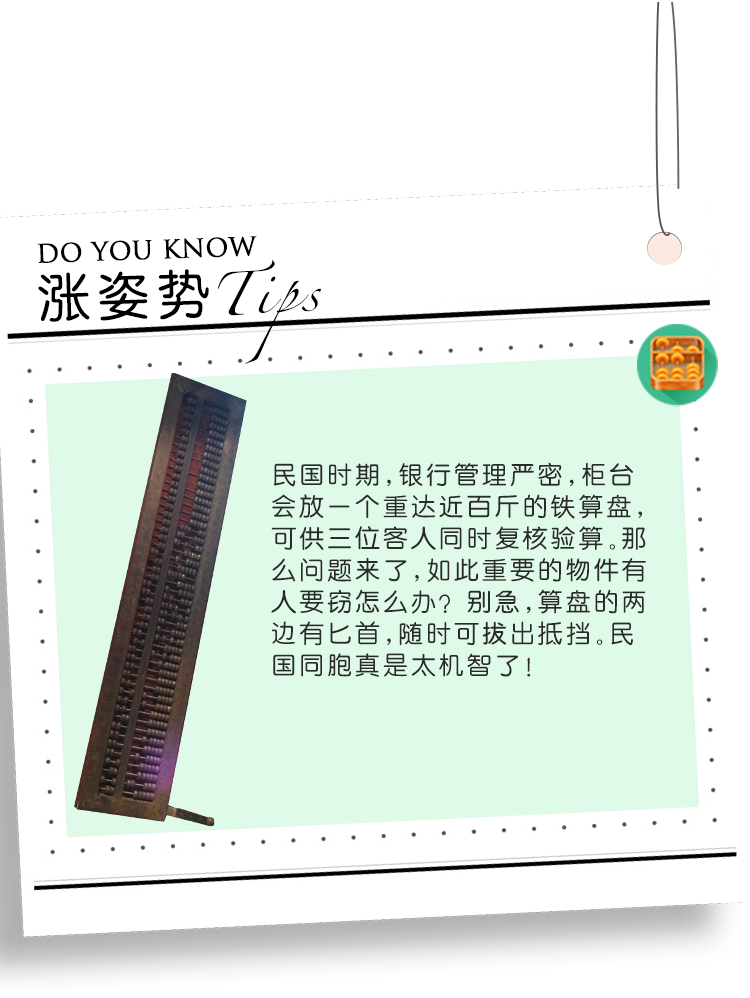 DO YOU KNOW
涨姿势Tips
民国时期,银行管理严密,柜台
会放一个重达近百斤的铁算盘,
可供三位客人同时复核验算。那
么问题来了,如此重要的物件有
人要窃怎么办? 别急,算盘的两
边有匕首,随时可拔出抵挡。民
国同胞真是太机智了!